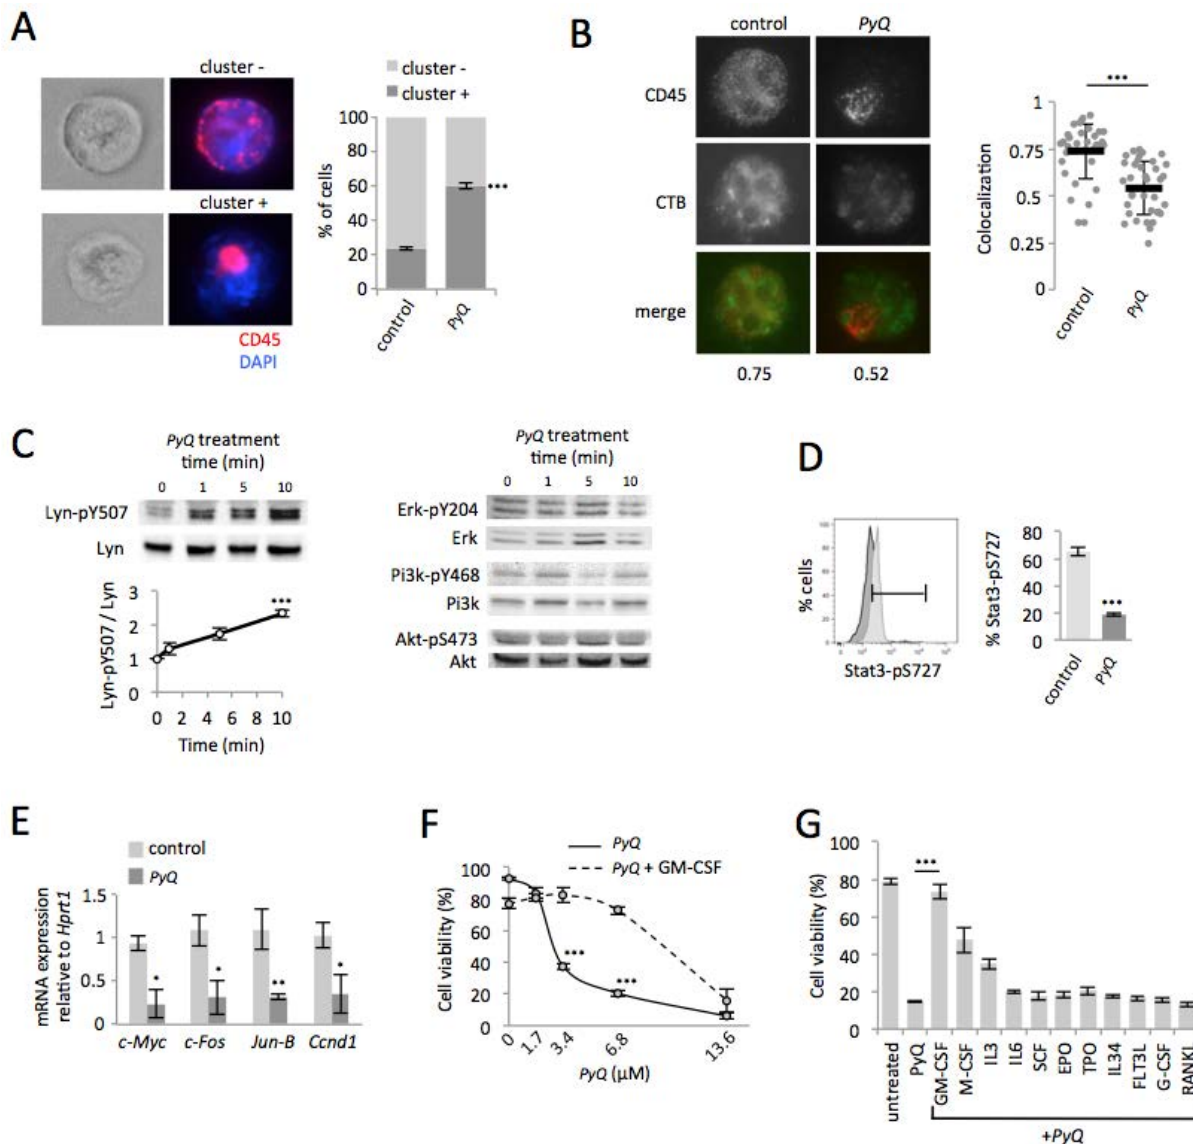 A
cluster -
cluster +
CD45
DAPI
cluster -
cluster +
% of cells
100
80
60
40
20
0
***
control
PyQ
B
control
PyQ
CD45
CTB
merge
0.75
0.52
***
Colocalization
1
0.75
0.5
0.25
0
control
PyQ
C
PyQ treatment
time (min)
0 1 5 10
Lyn-pY507
Lyn
Lyn-pY507 / Lyn
3
2
1
0
***
0 2 4 6 8 10
Time (min)
PyQ treatment
time (min)
0 1 5 10
Erk-pY204
Erk
Pi3k-pY468
Pi3k
Akt-pS473
Akt
D
% cells
100
80
60
40
20
0
Stat3-pS727
% Stat3-pS727
80
60
40
20
0
***
control
PyQ
E
control
PyQ
mRNA expression
relative to Hprt1
1.5
1
0.5
0
* * ** *
c-Myc c-Fos Jun-B Ccnd1
F
PyQ
PyQ + GM-CSF
Cell viability (%)
100
80
60
40
20
0
***
***
0 1.7 3.4 6.8 13.6
PyQ (µM)
G
Cell viability (%)
100
80
60
40
20
0
***
untreated
PyQ
GM-CSF
M-CSF
IL3
IL6
SCF
EPO
TPO
IL34
FLT3L
G-CSF
RANKL
+PyQ